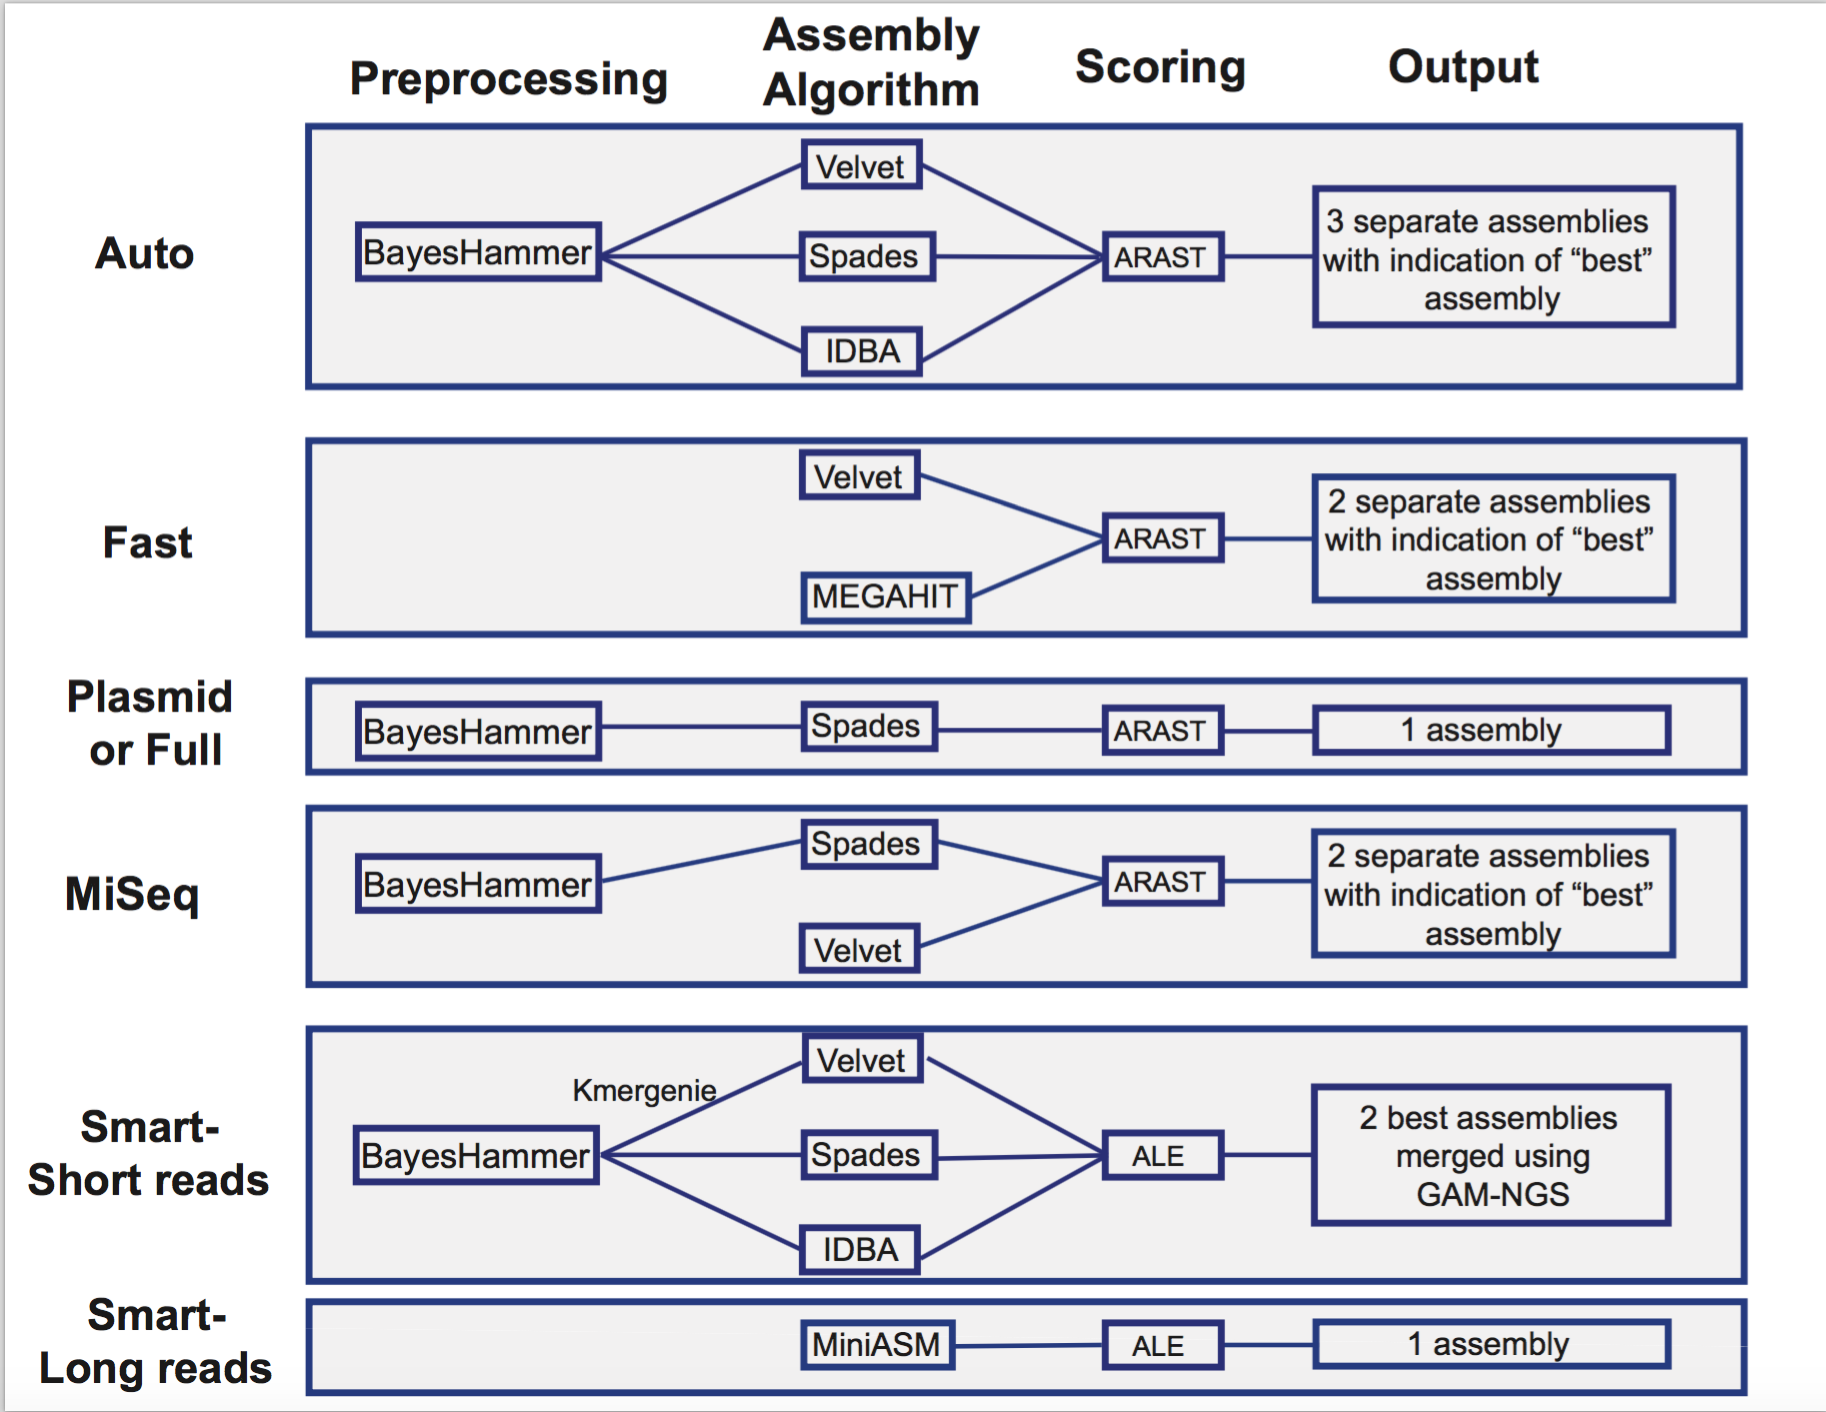 Preprocessing
Assembly
Algorithm
Scoring
Output
Auto
BayesHammer
Velvet
Spades
IDBA
ARAST
3 separate assemblies
with indication of “best”
assembly
Fast
Velvet
MEGAHIT
ARAST
2 separate assemblies
with indication of “best”
assembly
Plasmid
or Full
BayesHammer
Spades
ARAST
1 assembly
MiSeq
BayesHammer
Spades
Velvet
ARAST
2 separate assemblies
with indication of “best”
assembly
Smart-
Short reads
BayesHammer
Kmergenie
Velvet
Spades
IDBA
ALE
2 best assemblies
merged using
GAM-NGS
Smart-
Long reads
MiniASM
ALE
1 assembly